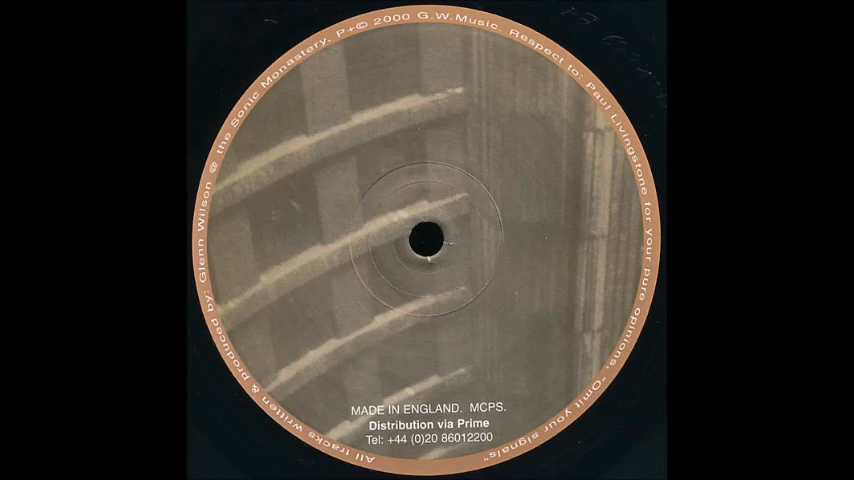 All tracks written & produced by: Glenn Wilson @ the Sonic Monastery. P+© 2000 G.W.Music. Respect to: Paul Livingstone for your pure opinions. "Omit your signals"
MADE IN ENGLAND. MCPS.
Distribution via Prime
Tel: +44 (0)20 86012200